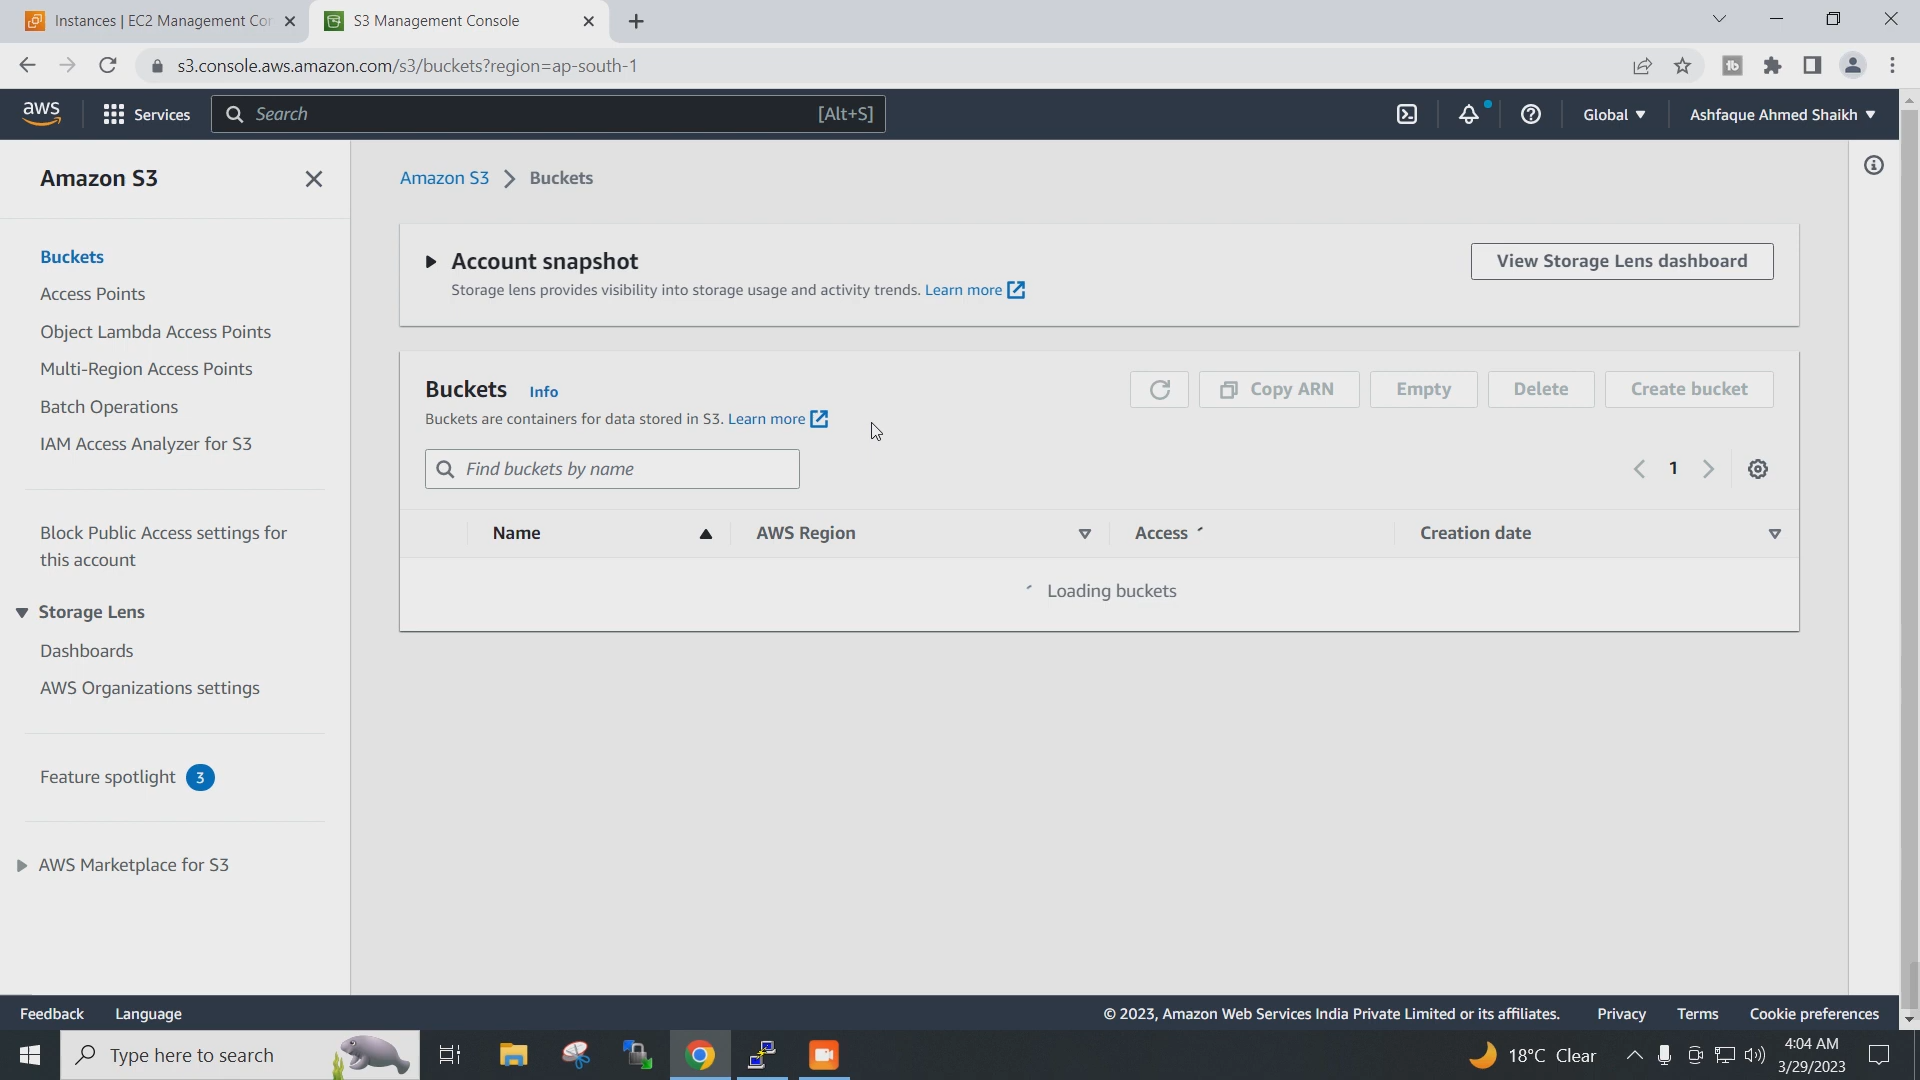 Instances | EC2 Management Con
S3 Management Console
s3.console.aws.amazon.com/s3/buckets?region=ap-south-1
aws
Services
Search
[Alt+S]
Global
Ashfaque Ahmed Shaikh
Amazon S3
Buckets
Access Points
Object Lambda Access Points
Multi-Region Access Points
Batch Operations
IAM Access Analyzer for S3
Block Public Access settings for
this account
Storage Lens
Dashboards
AWS Organizations settings
Feature spotlight 3
AWS Marketplace for S3
Amazon S3 > Buckets
Account snapshot
Storage lens provides visibility into storage usage and activity trends. Learn more
View Storage Lens dashboard
Buckets Info
Buckets are containers for data stored in S3. Learn more
Copy ARN
Empty
Delete
Create bucket
Find buckets by name
1
Name
AWS Region
Access
Creation date
Loading buckets
Feedback
Language
© 2023, Amazon Web Services India Private Limited or its affiliates.
Privacy
Terms
Cookie preferences
Type here to search
18°C Clear
4:04 AM
3/29/2023